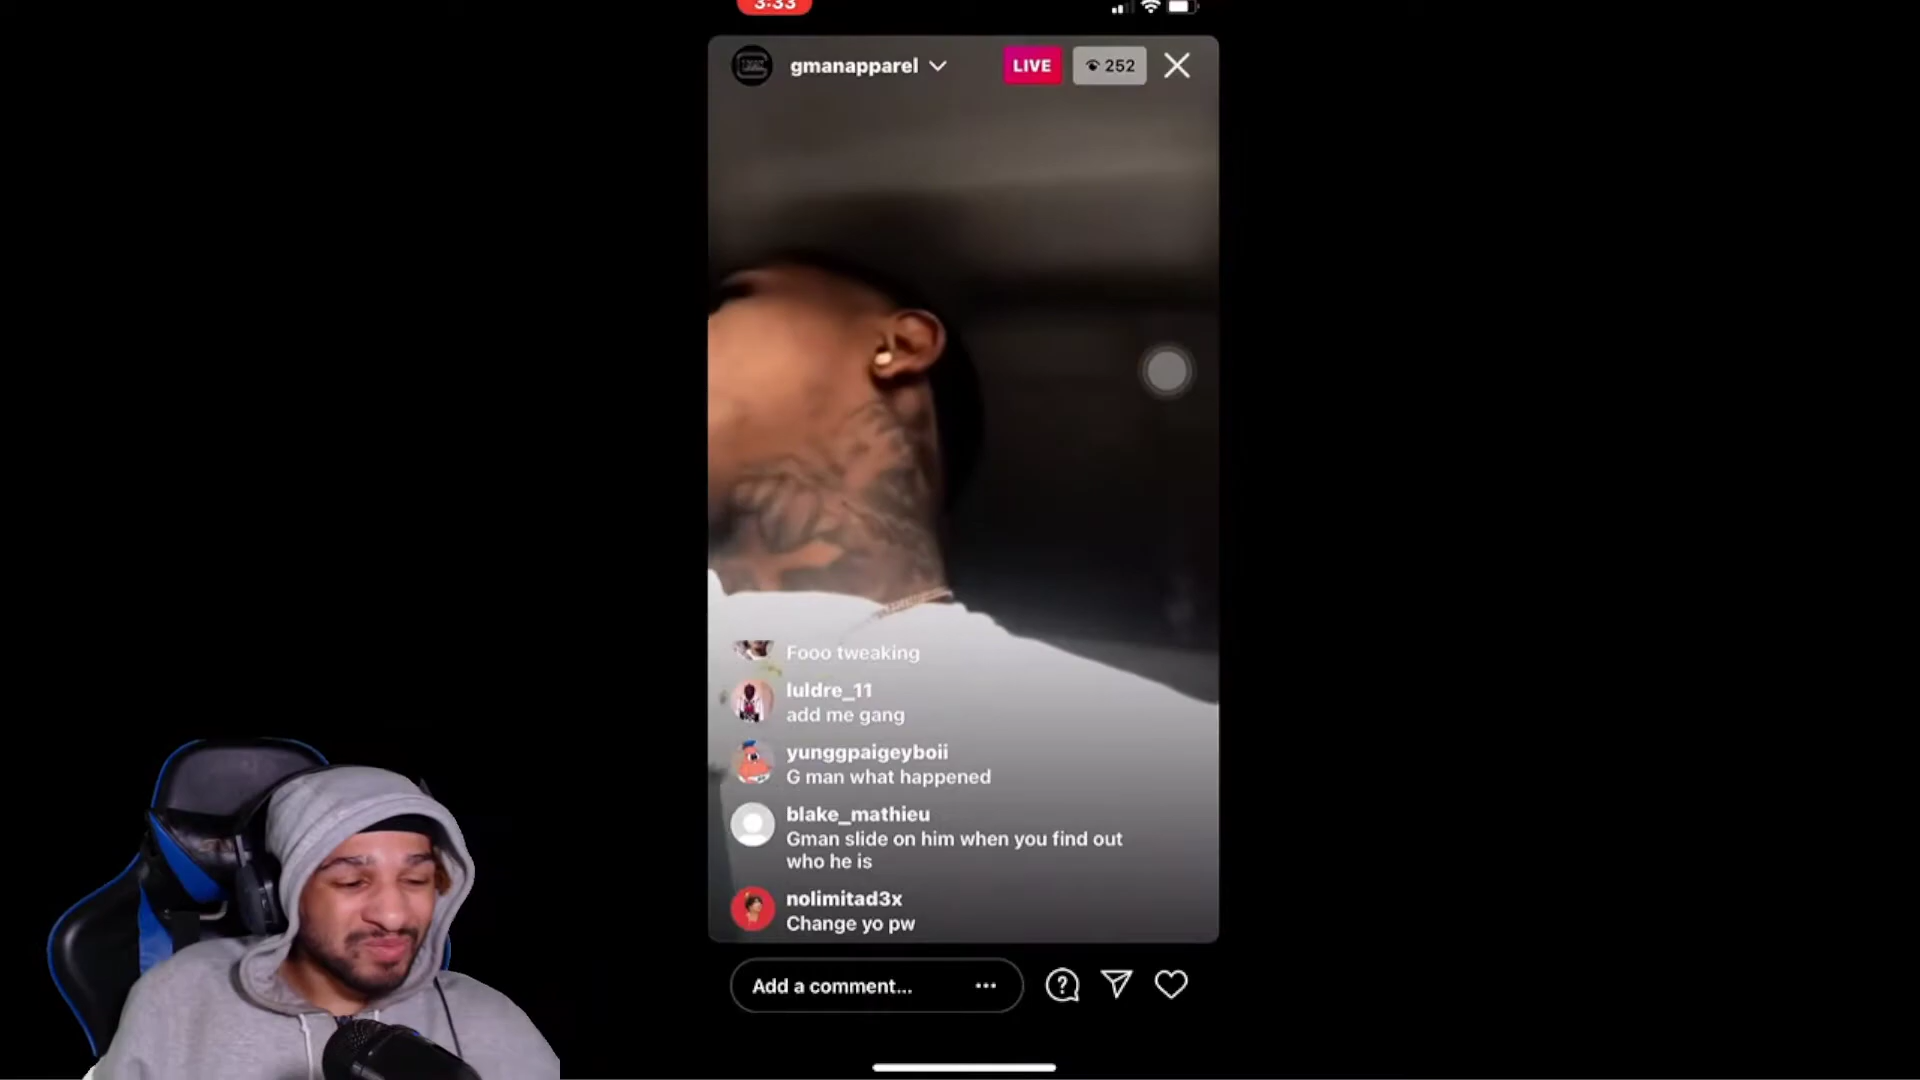 3:33
gmanapparel
LIVE
252
Fooo tweaking
luldre_11
add me gang
yunggpaigeyboii
G man what happened
blake_mathieu
Gman slide on him when you find out
who he is
nolimitad3x
Change yo pw
Add a comment...